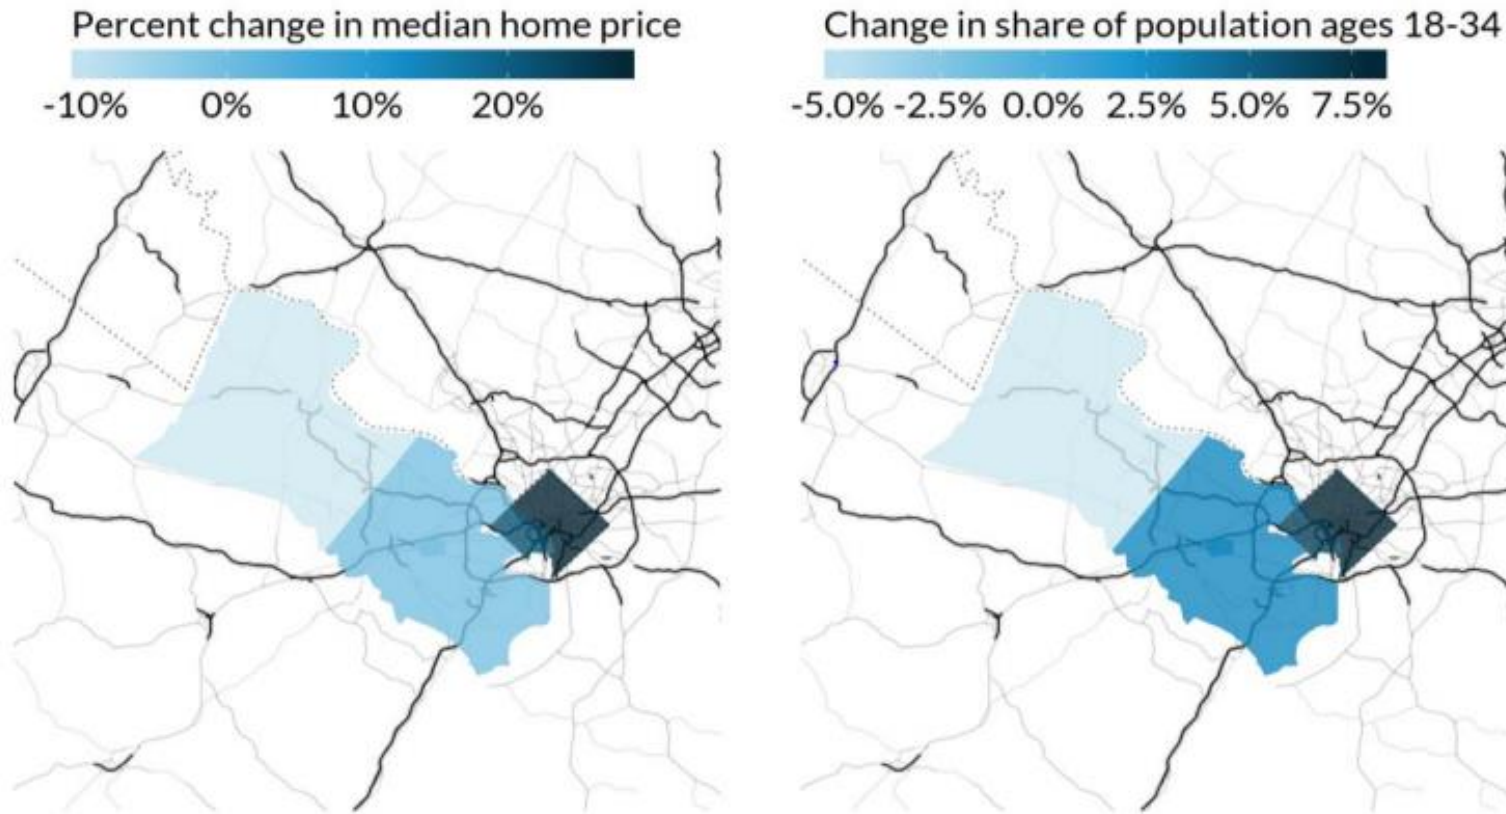 Percent change in median home price
-10% 0% 10% 20%
Change in share of population ages 18-34
-5.0% -2.5% 0.0% 2.5% 5.0% 7.5%